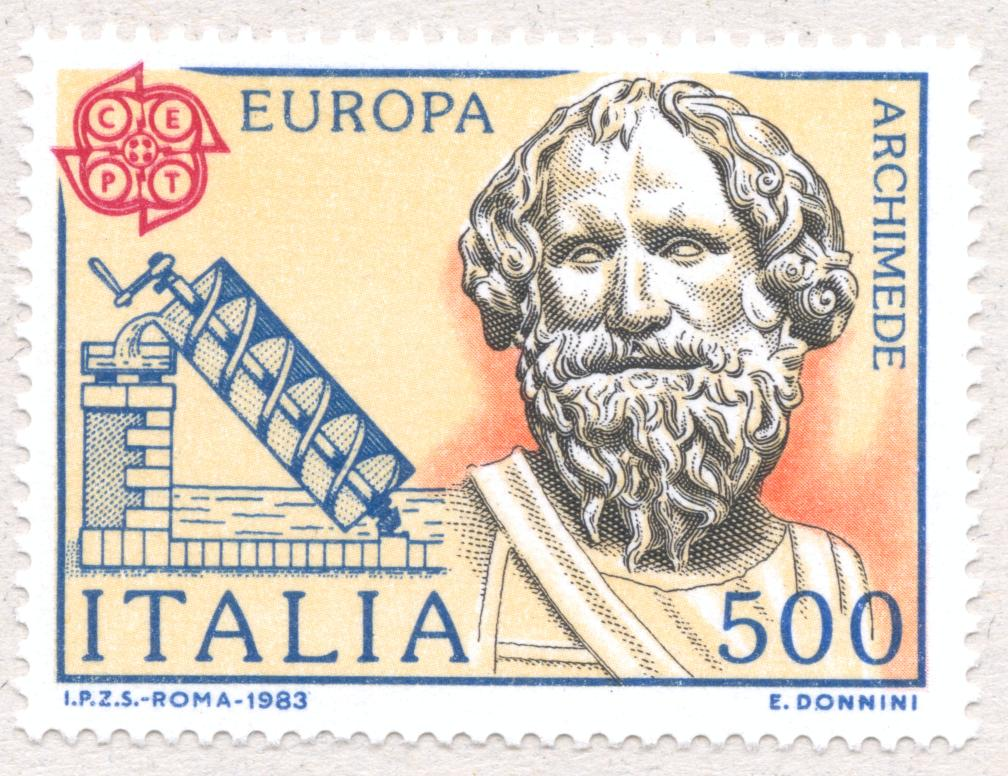 C E
P T
EUROPA
ARCHIMEDE
ITALIA
500
I.P.Z.S.-ROMA-1983
E. DONNINI